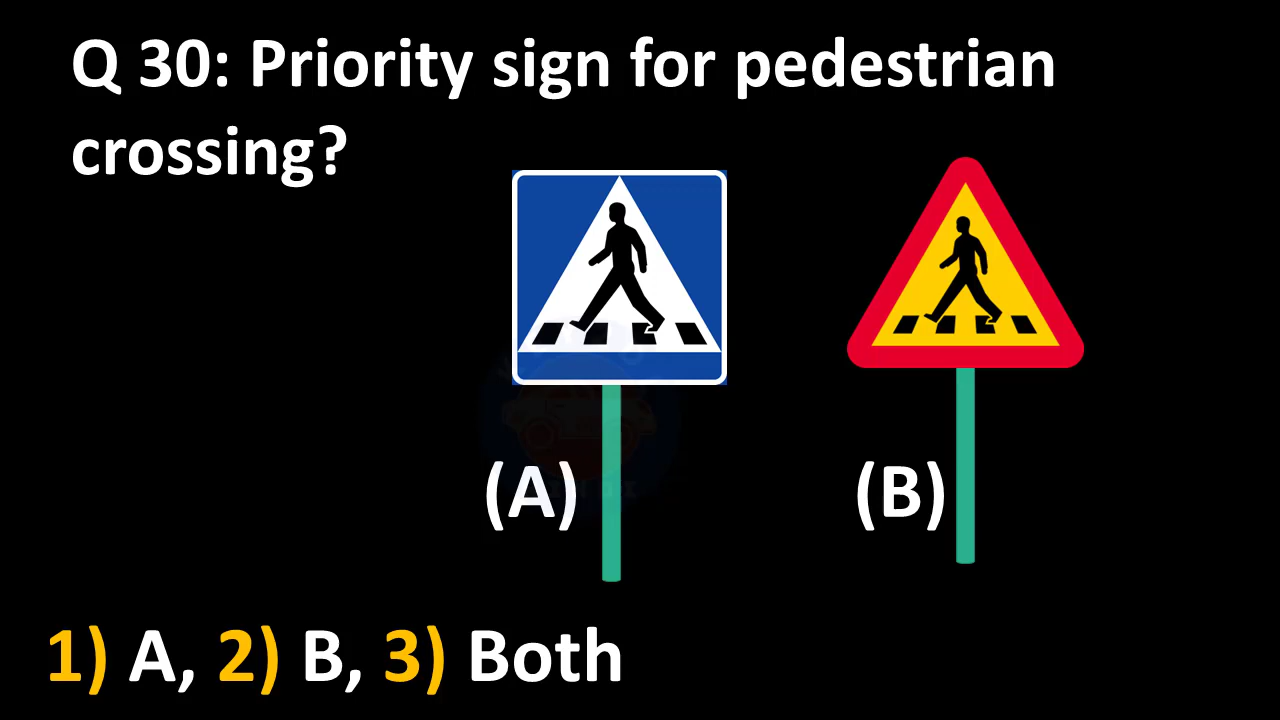 Q 30: Priority sign for pedestrian
crossing?
(A)
(B)
1) A, 2) B, 3) Both